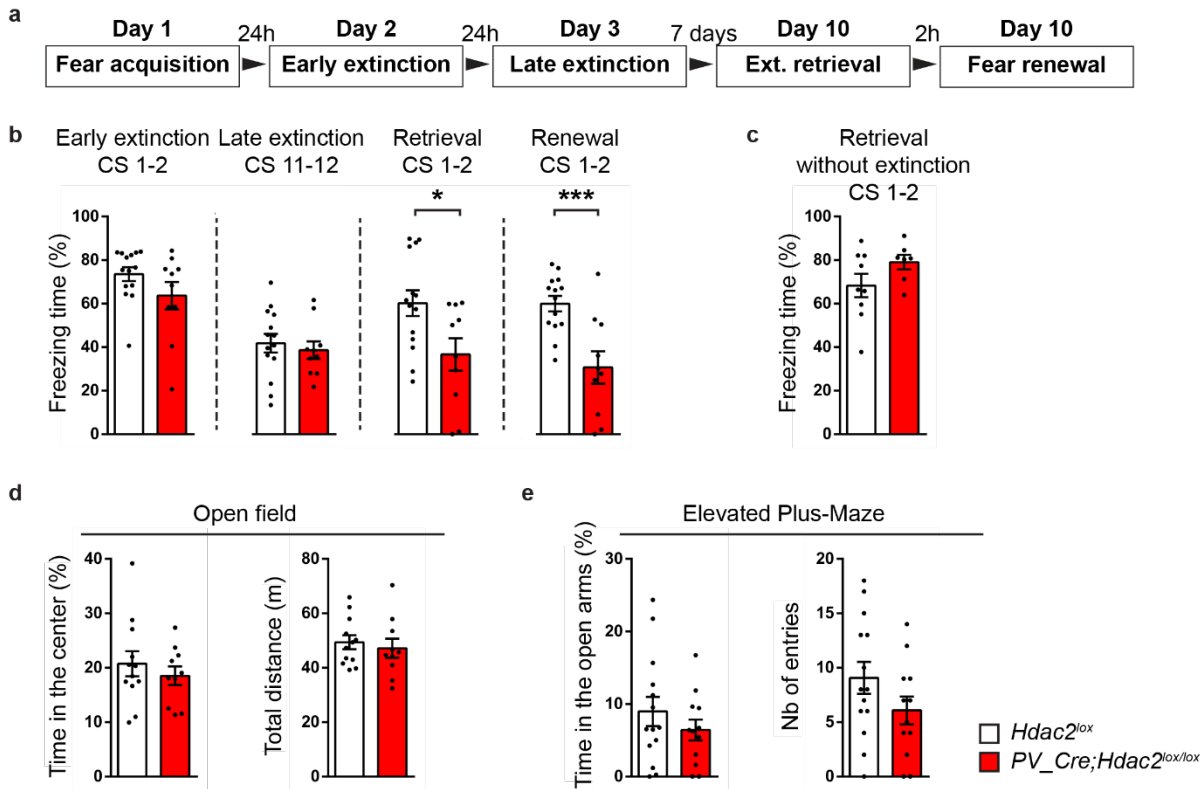 a
Day 1 24h Day 2 24h Day 3 7 days Day 10 2h Day 10
Fear acquisition Early extinction Late extinction Ext. retrieval Fear renewal
b
Early extinction Late extinction Retrieval Renewal
CS 1-2 CS 11-12 CS 1-2 CS 1-2
* ***
Freezing time (%)
100
80
60
40
20
0
c
Retrieval
without extinction
CS 1-2
Freezing time (%)
100
80
60
40
20
0
d
Open field
Time in the center (%)
40
30
20
10
0
Total distance (m)
80
60
40
20
0
e
Elevated Plus-Maze
Time in the open arms (%)
30
20
10
0
Nb of entries
20
15
10
5
0
Hdac2lox
PV_Cre;Hdac2lox/lox